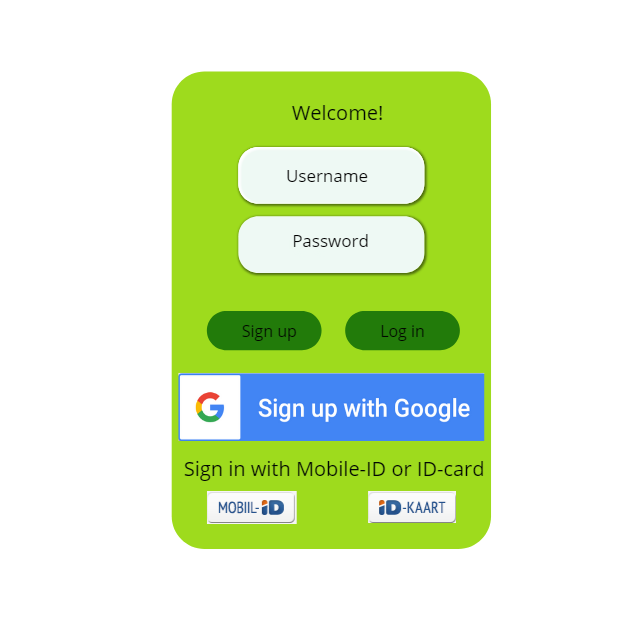 Welcome!
Username
Password
Sign up
Log in
Sign up with Google
Sign in with Mobile-ID or ID-card
MOBIIL-iD
iD-KAART